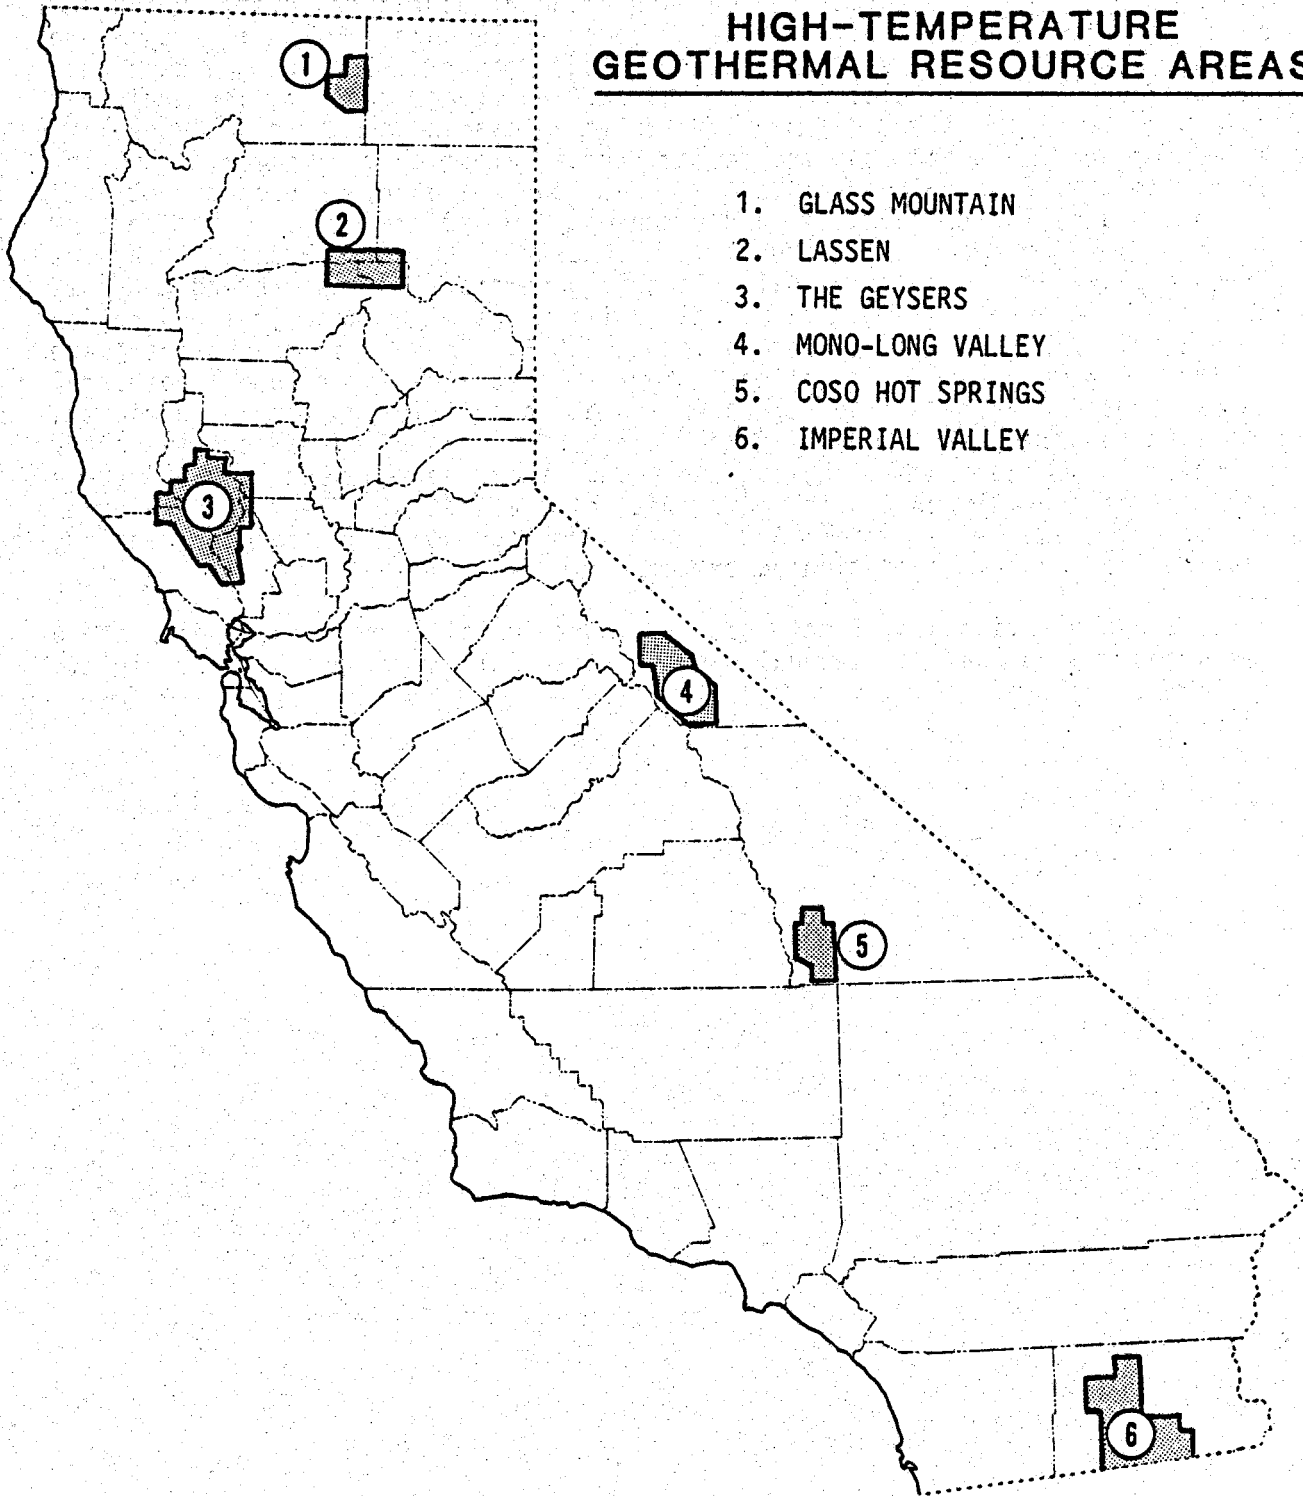 HIGH-TEMPERATURE
GEOTHERMAL RESOURCE AREAS
1. GLASS MOUNTAIN
2. LASSEN
3. THE GEYSERS
4. MONO-LONG VALLEY
5. COSO HOT SPRINGS
6. IMPERIAL VALLEY
1
2
3
4
5
6